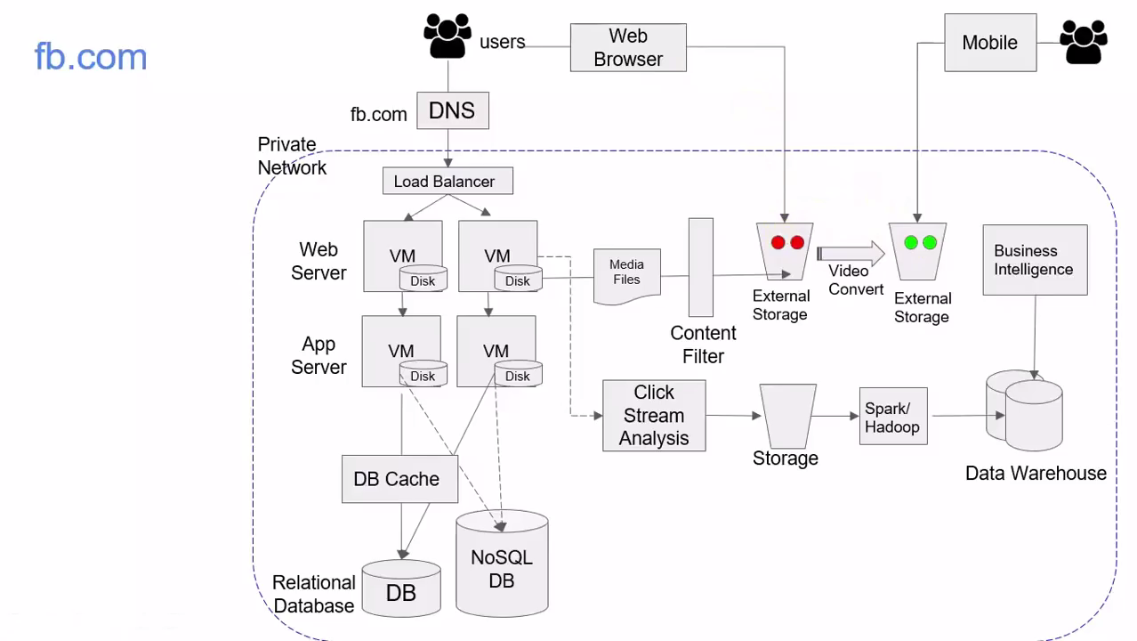 fb.com
users
Web
Browser
Mobile
fb.com
DNS
Private
Network
Load Balancer
Web
Server
VM
Disk
VM
Disk
Media
Files
Content
Filter
External
Storage
Video
Convert
External
Storage
Business
Intelligence
App
Server
VM
Disk
VM
Disk
Click
Stream
Analysis
Storage
Spark/
Hadoop
Data Warehouse
DB Cache
NoSQL
DB
Relational
Database
DB